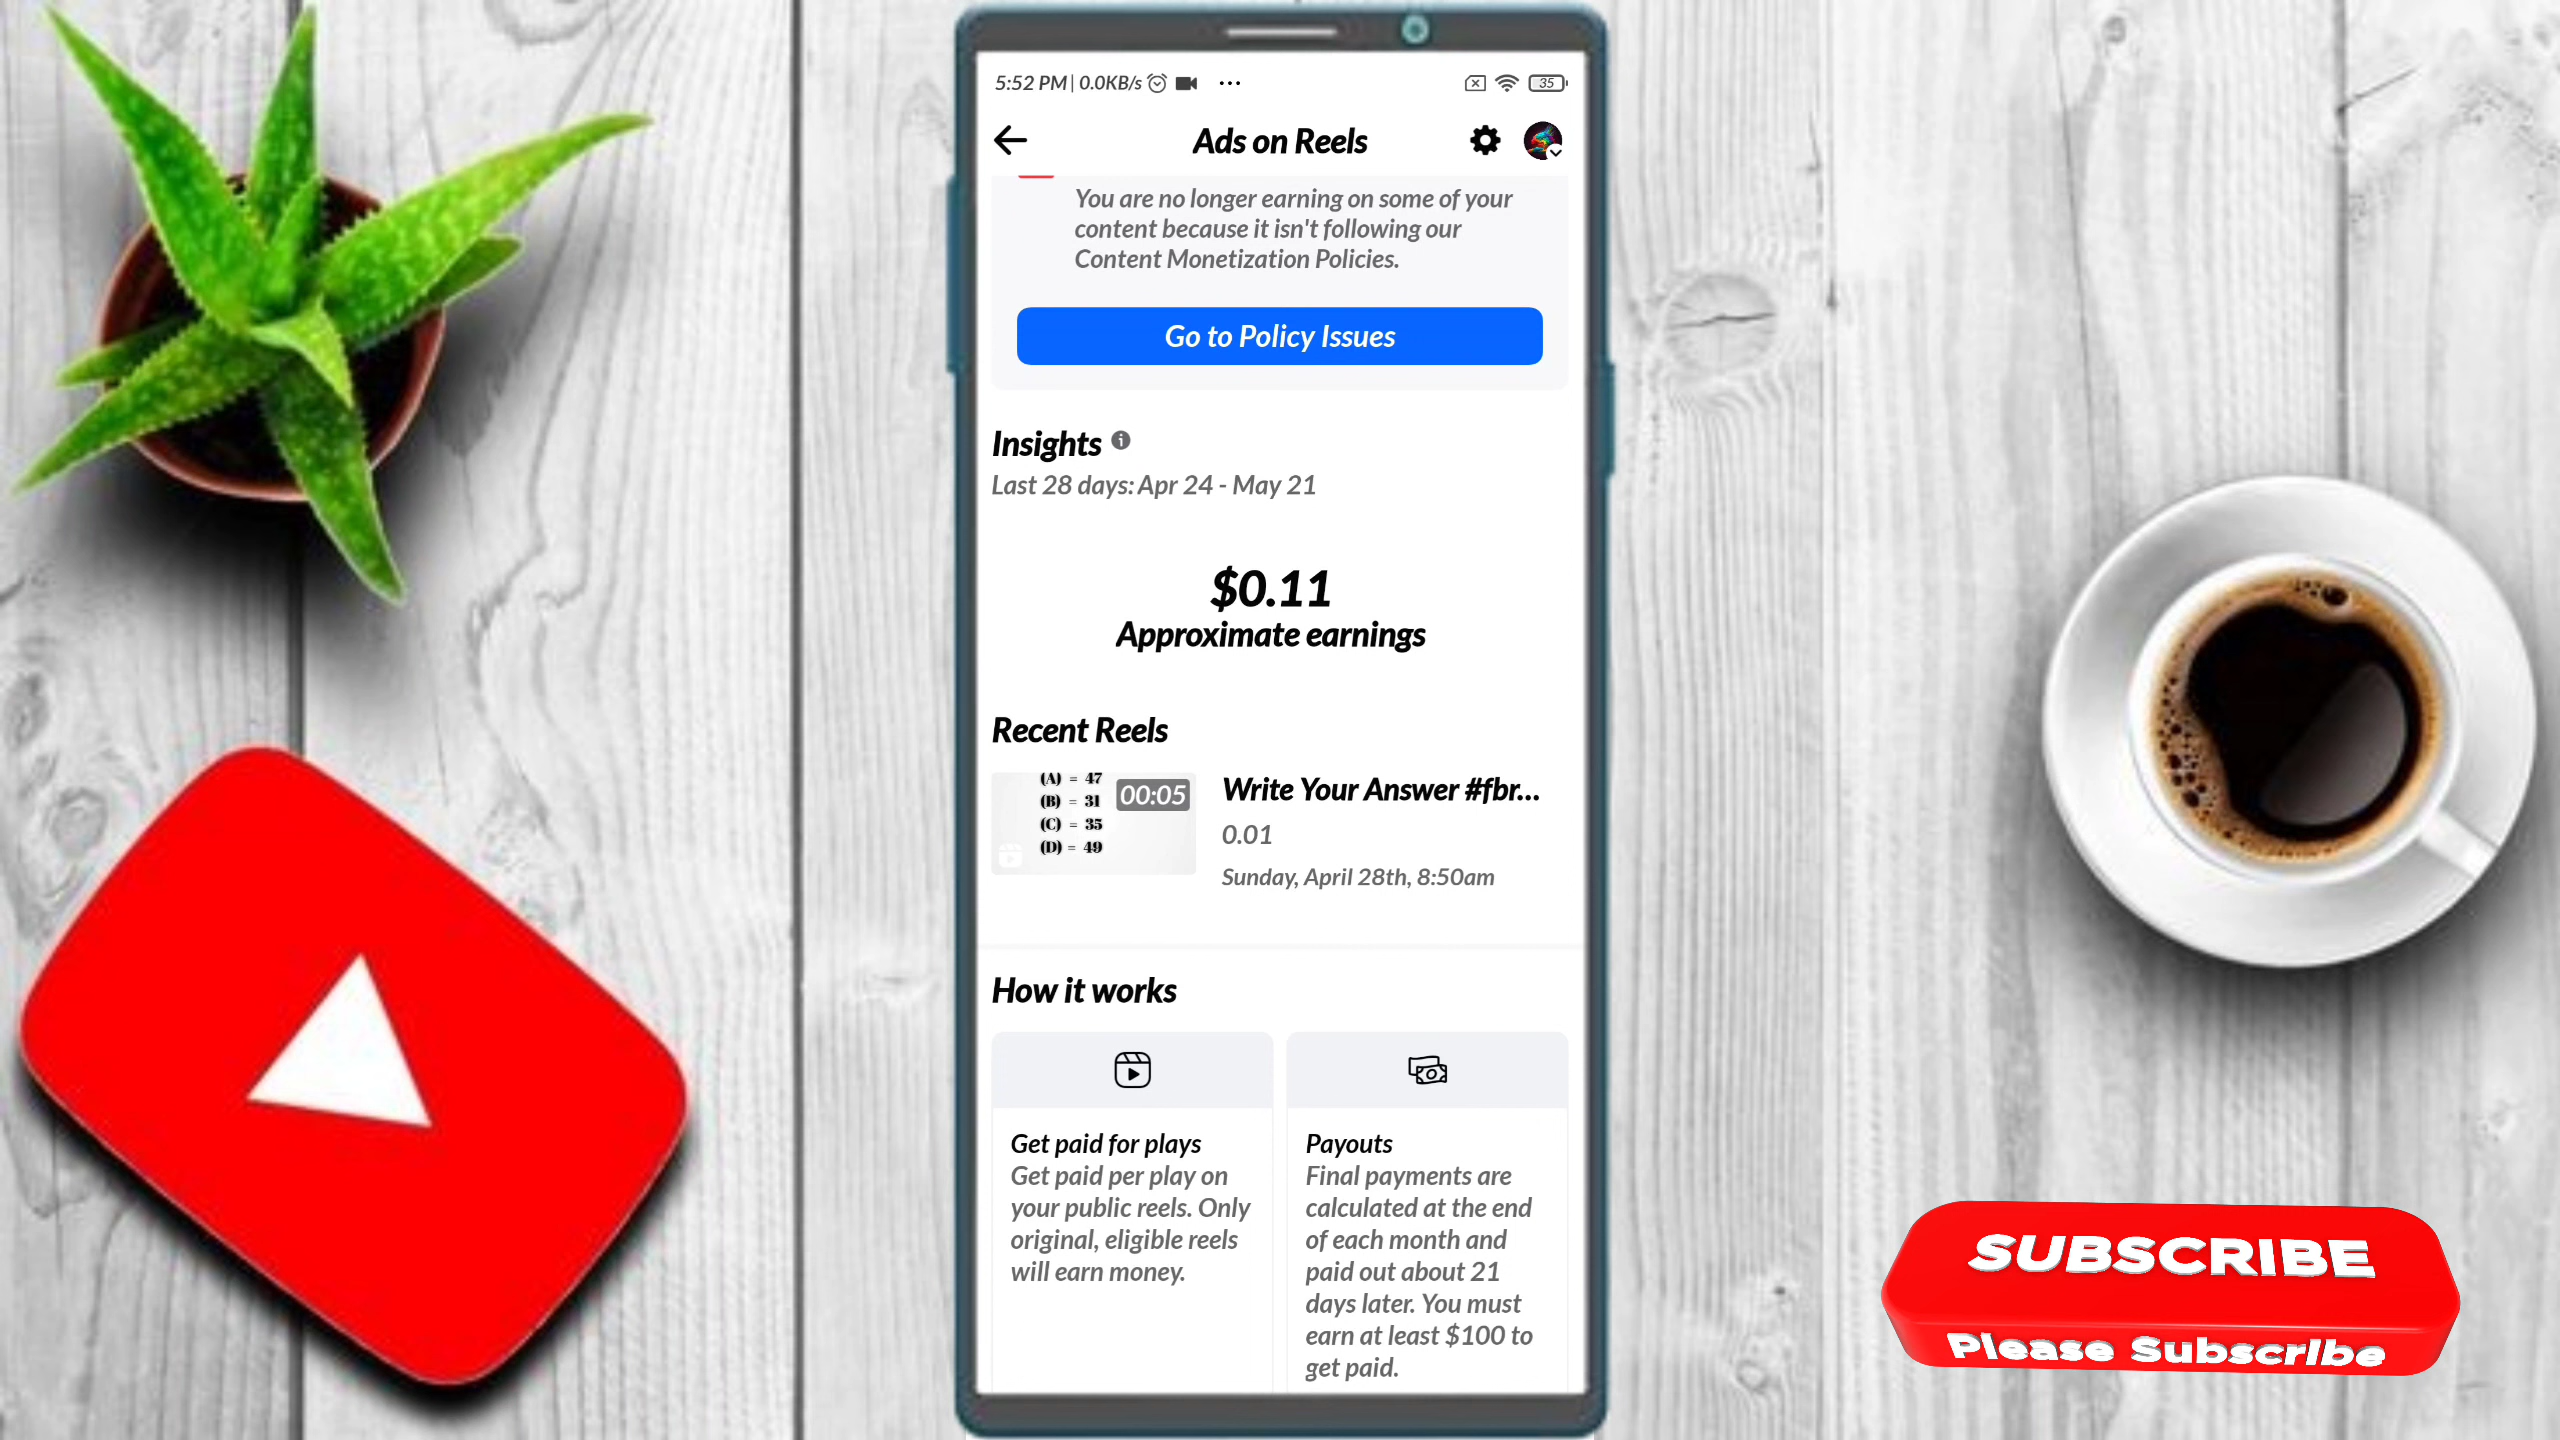 5:52 PM | 0.0KB/s
35
Ads on Reels
You are no longer earning on some of your
content because it isn't following our
Content Monetization Policies.
Go to Policy Issues
Insights
Last 28 days: Apr 24 - May 21
$0.11
Approximate earnings
Recent Reels
(A) = 47
(B) = 31
(C) = 35
(D) = 49
00:05
Write Your Answer #fbr...
0.01
Sunday, April 28th, 8:50am
How it works
Get paid for plays
Get paid per play on
your public reels. Only
original, eligible reels
will earn money.
Payouts
Final payments are
calculated at the end
of each month and
paid out about 21
days later. You must
earn at least $100 to
get paid.
SUBSCRIBE
Please Subscribe